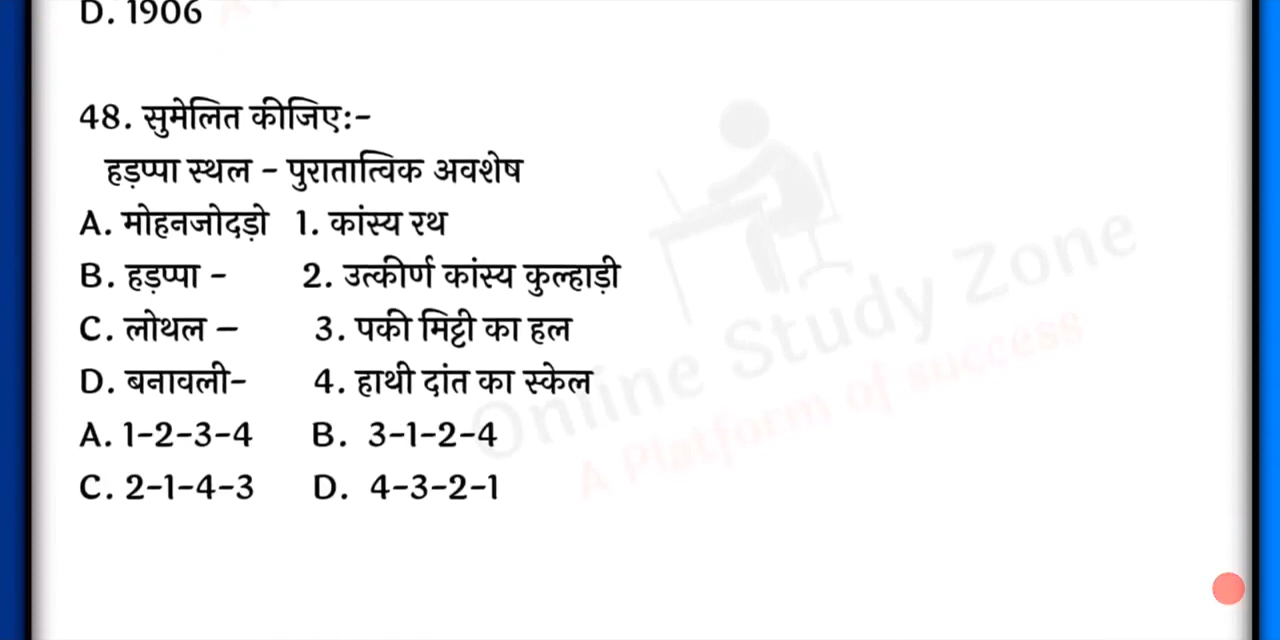 D. 1906
48. सुमेलित कीजिए:-
हड़प्पा स्थल - पुरातात्विक अवशेष
A. मोहनजोदड़ो 1. कांस्य रथ
B. हड़प्पा - 2. उत्कीर्ण कांस्य कुल्हाड़ी
C. लोथल – 3. पकी मिट्टी का हल
D. बनावली- 4. हाथी दांत का स्केल
A. 1-2-3-4 B. 3-1-2-4
C. 2-1-4-3 D. 4-3-2-1
Online Study Zone
A Platform of success